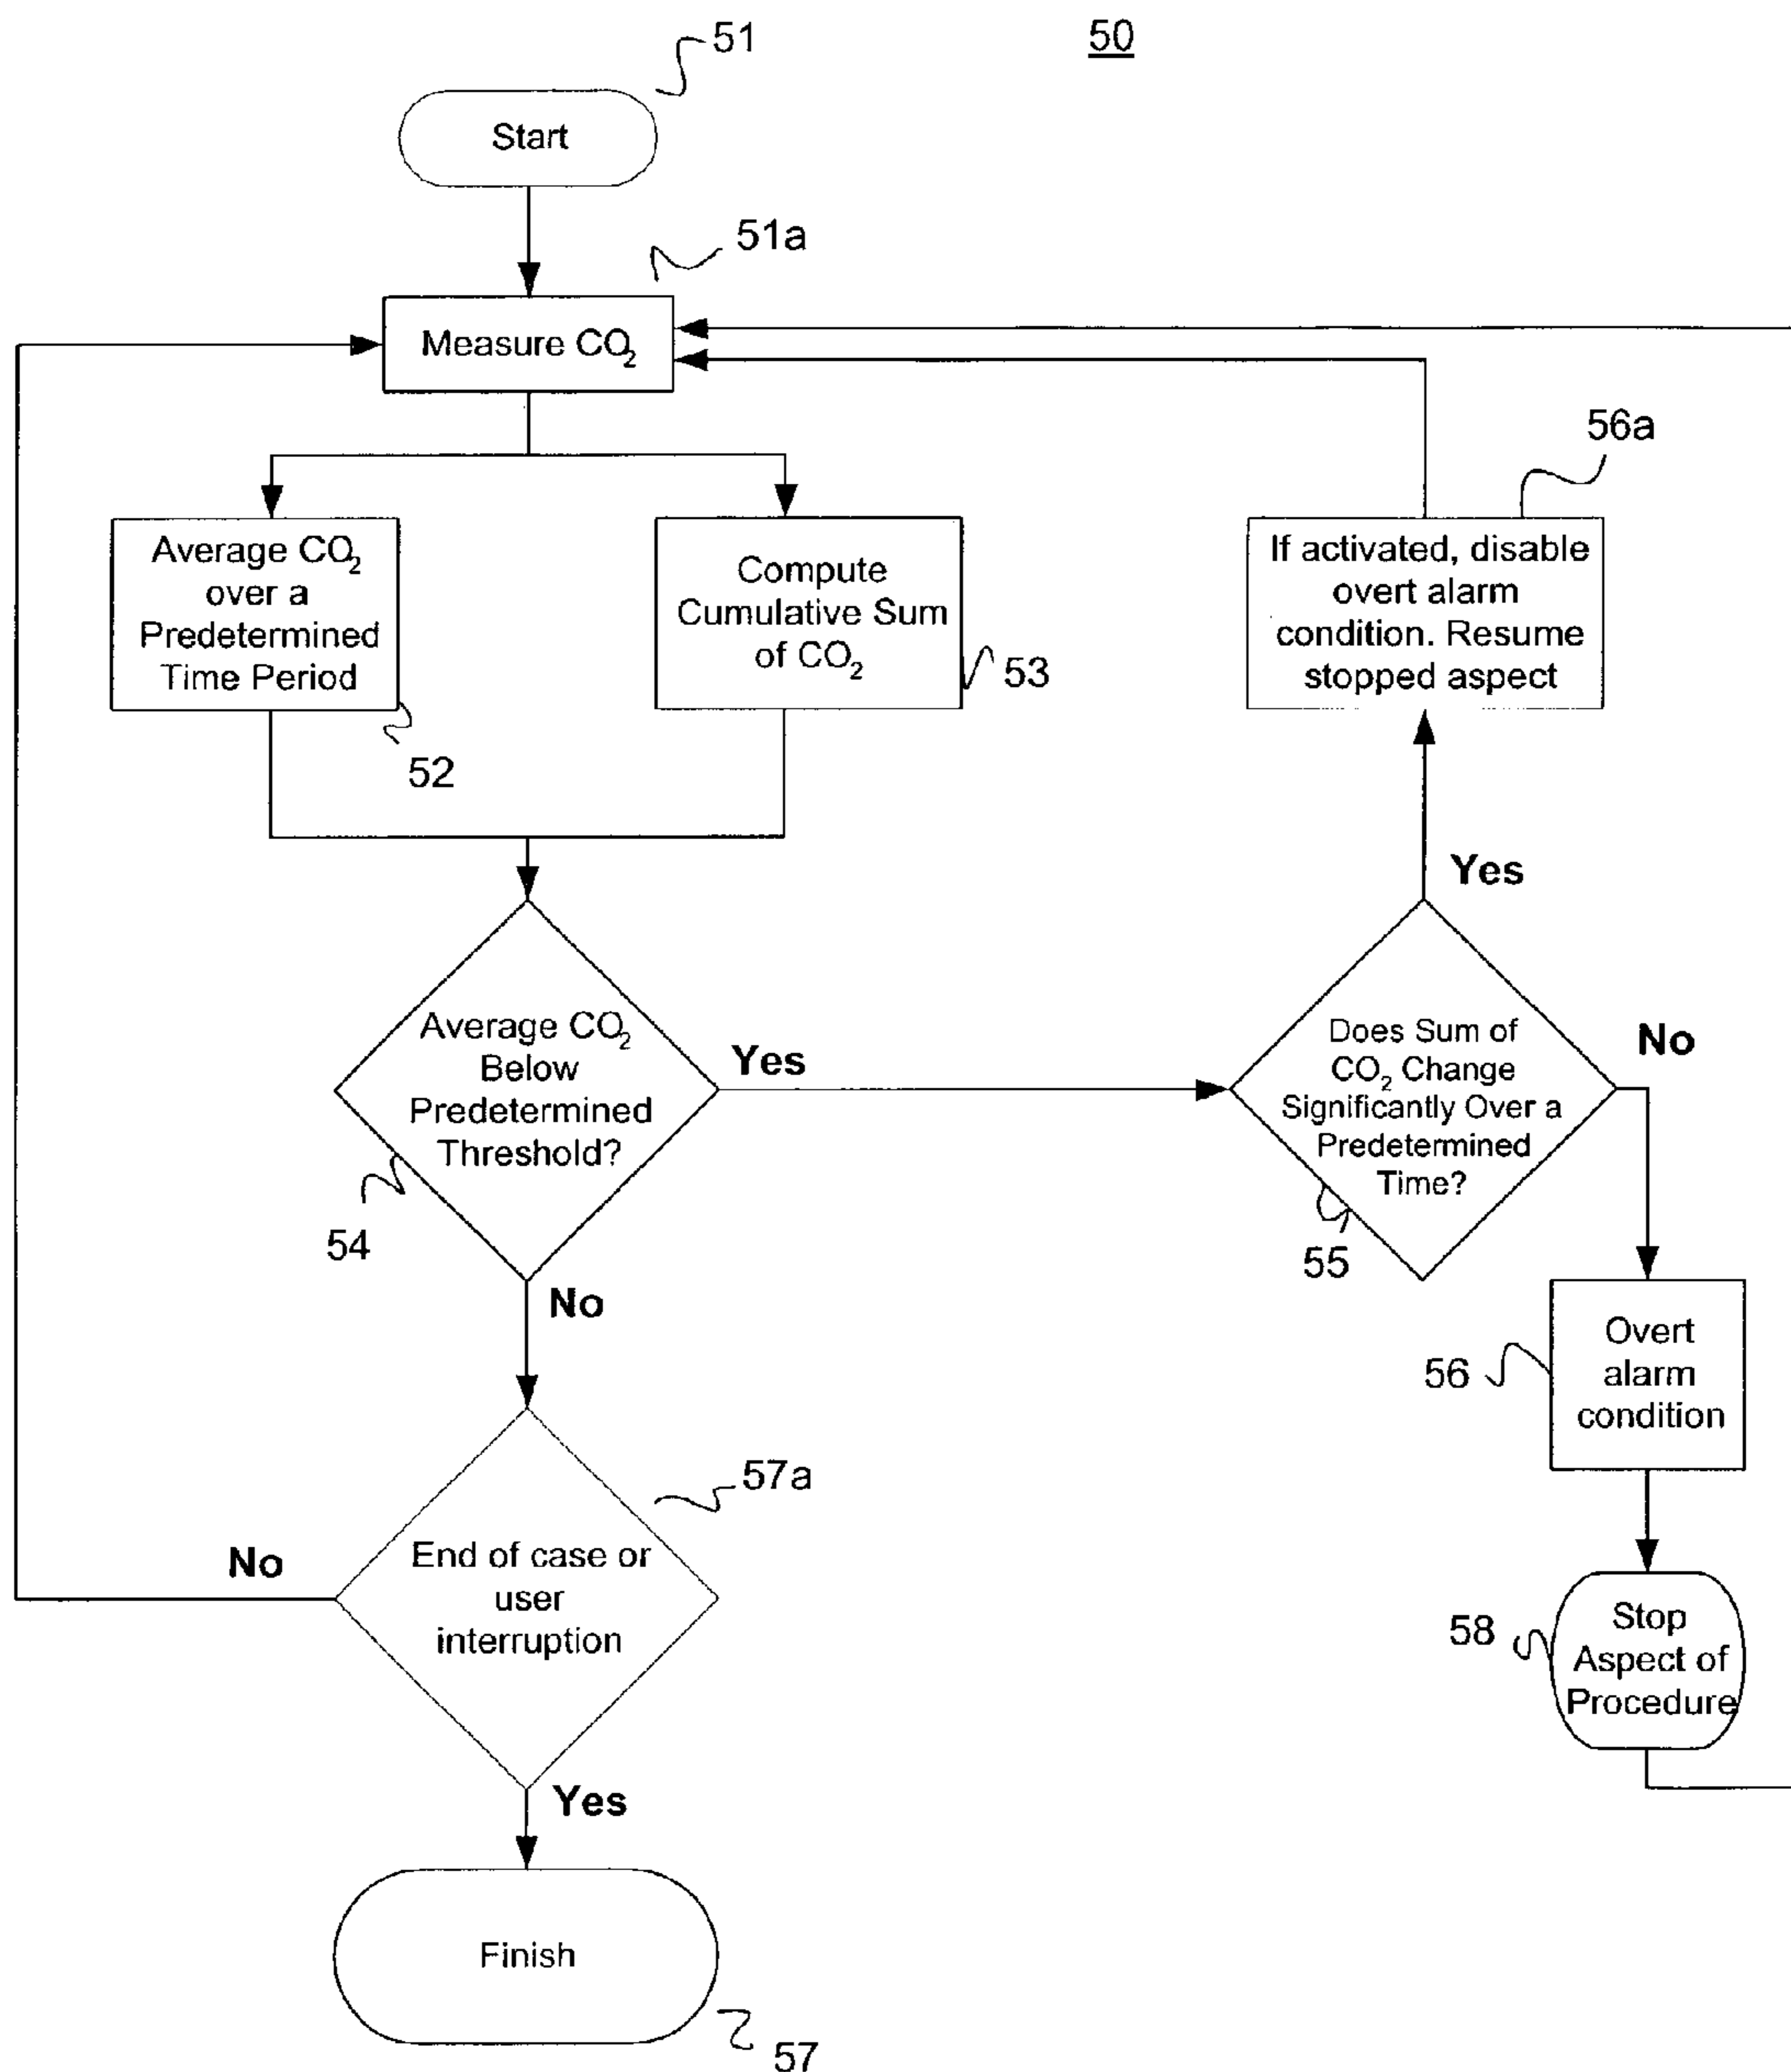 51
50
Start
51a
Measure CO₂
56a
Average CO₂
over a
Predetermined
Time Period
52
Compute
Cumulative Sum
of CO₂
53
If activated, disable
overt alarm
condition. Resume
stopped aspect
Yes
Average CO₂
Below
Predetermined
Threshold?
54
Yes
Does Sum of
CO₂ Change
Significantly Over a
Predetermined
Time?
55
No
No
56
Overt
alarm
condition
57a
No
End of case or
user
interruption
58
Stop
Aspect of
Procedure
Yes
Finish
57